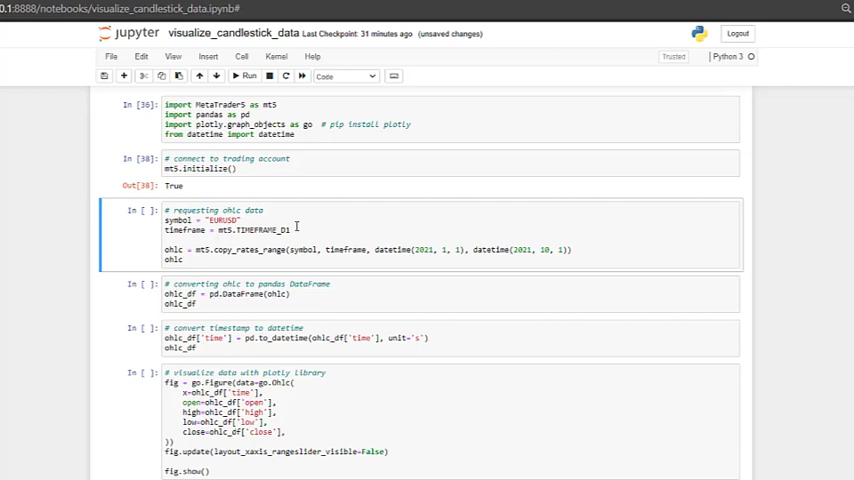 0.1:8888/notebooks/visualize_candlestick_data.ipynb#
jupyter visualize_candlestick_data Last Checkpoint: 31 minutes ago (unsaved changes) Logout
File Edit View Insert Cell Kernel Help Trusted Python 3
Run Code
In [36]: import MetaTrader5 as mt5
import pandas as pd
import plotly.graph_objects as go # pip install plotly
from datetime import datetime
In [38]: # connect to trading account
mt5.initialize()
Out[38]: True
In [ ]: # requesting ohlc data
symbol = "EURUSD"
timeframe = mt5.TIMEFRAME_D1
ohlc = mt5.copy_rates_range(symbol, timeframe, datetime(2021, 1, 1), datetime(2021, 10, 1))
ohlc
In [ ]: # converting ohlc to pandas DataFrame
ohlc_df = pd.DataFrame(ohlc)
ohlc_df
In [ ]: # convert timestamp to datetime
ohlc_df['time'] = pd.to_datetime(ohlc_df['time'], unit='s')
ohlc_df
In [ ]: # visualize data with plotly library
fig = go.Figure(data=go.Ohlc(
x=ohlc_df['time'],
open=ohlc_df['open'],
high=ohlc_df['high'],
low=ohlc_df['low'],
close=ohlc_df['close'],
))
fig.update(layout_xaxis_rangeslider_visible=False)
fig.show()